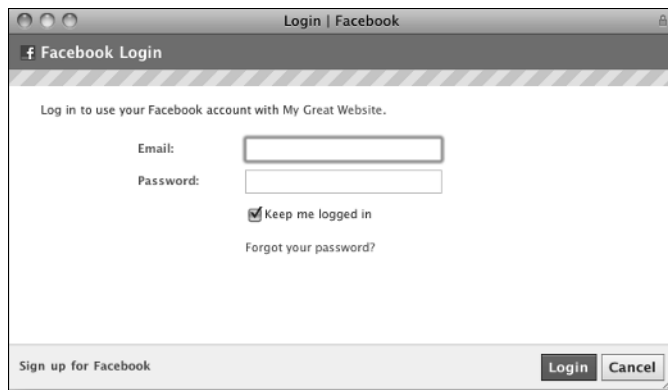 Login | Facebook
f Facebook Login
Log in to use your Facebook account with My Great Website.
Email:
Password:
Keep me logged in
Forgot your password?
Sign up for Facebook
Login Cancel